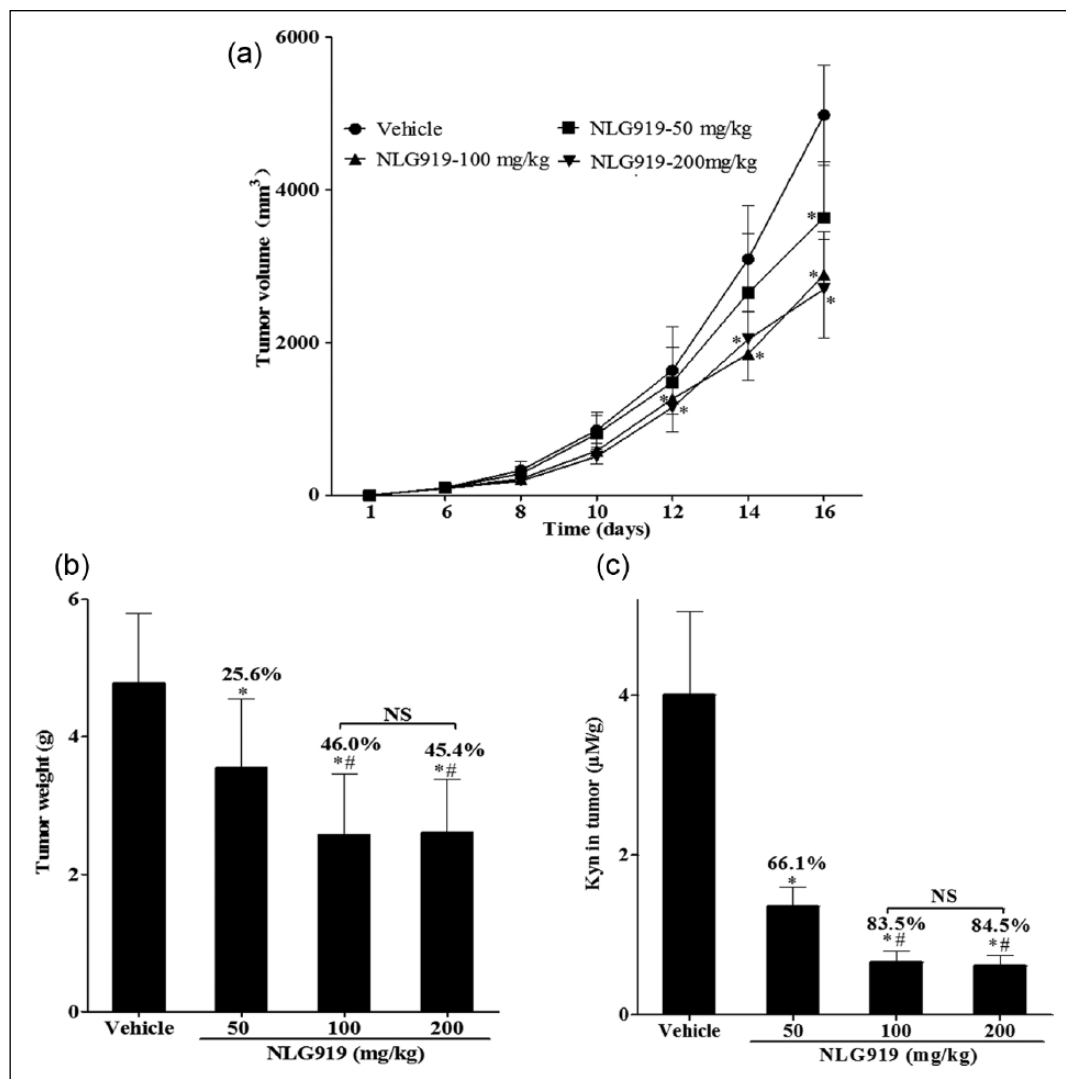 (a)
6000
4000
2000
0
Tumor volume (mm³)
Vehicle
NLG919-50 mg/kg
NLG919-100 mg/kg
NLG919-200mg/kg
*
*
*
*
*
*
*
1 6 8 10 12 14 16
Time (days)
(b)
6
4
2
0
Tumor weight (g)
25.6%
*
NS
46.0%
*#
45.4%
*#
Vehicle 50 100 200
NLG919 (mg/kg)
(c)
4
2
0
Kyn in tumor (µM/g)
66.1%
*
NS
83.5%
*#
84.5%
*#
Vehicle 50 100 200
NLG919 (mg/kg)